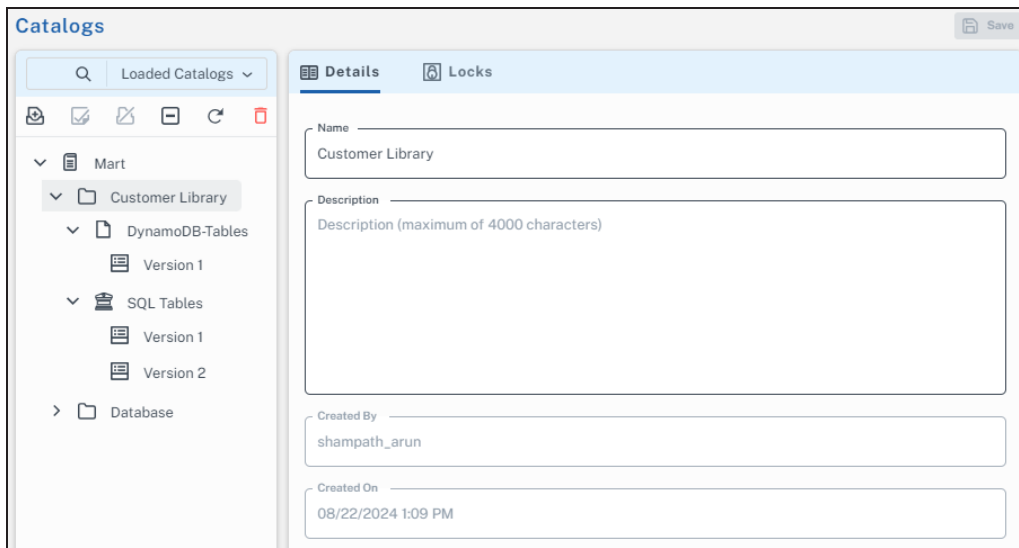 Catalogs
Save
Loaded Catalogs
Mart
Customer Library
DynamoDB-Tables
Version 1
SQL Tables
Version 1
Version 2
Database
Details
Locks
Name
Customer Library
Description
Description (maximum of 4000 characters)
Created By
shampath_arun
Created On
08/22/2024 1:09 PM